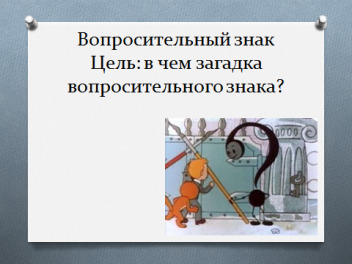 Вопросительный знак
Цель: в чем загадка
вопросительного знака?